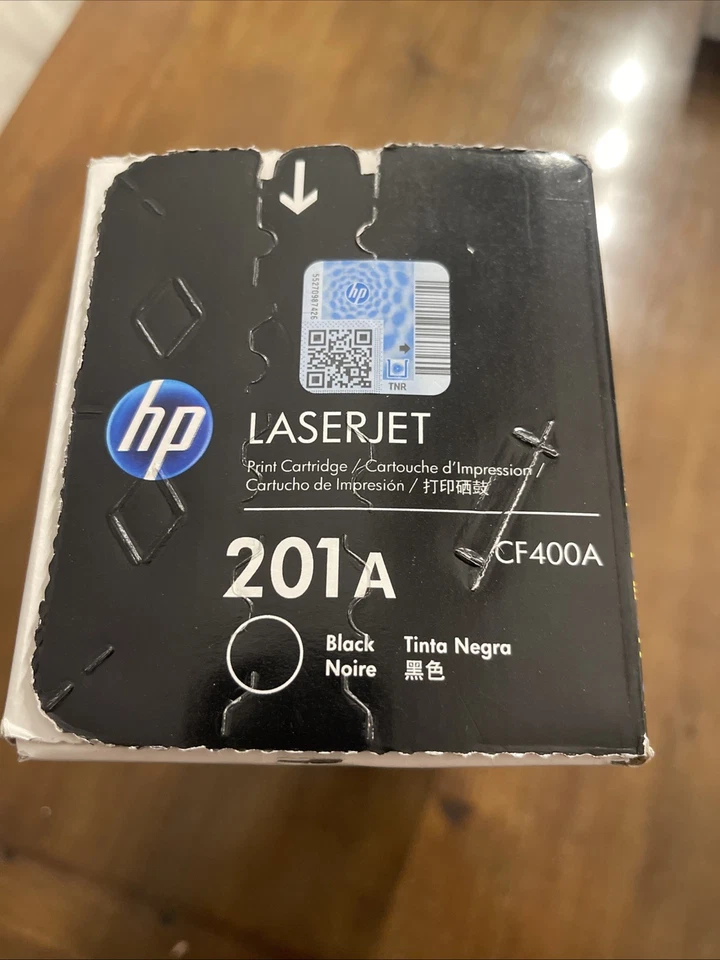 hp
55270987426
TNR
hp
LASERJET
Print Cartridge / Cartouche d'Impression /
Cartucho de Impresión / 打印硒鼓
201A
CF400A
Black Tinta Negra
Noire 黑色